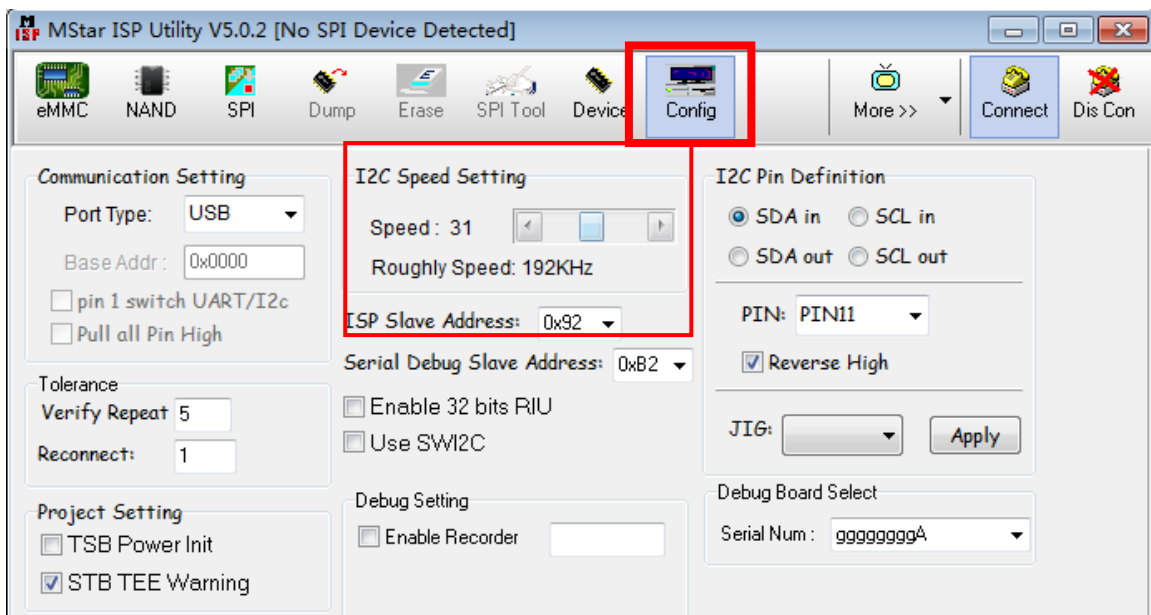 MStar ISP Utility V5.0.2 [No SPI Device Detected]
eMMC NAND SPI Dump Erase SPI Tool Device Config More >> Connect Dis Con
Communication Setting
Port Type: USB
Base Addr : 0x0000
pin 1 switch UART/I2c
Pull all Pin High
Tolerance
Verify Repeat 5
Reconnect: 1
Project Setting
TSB Power Init
STB TEE Warning
I2C Speed Setting
Speed : 31
Roughly Speed: 192KHz
ISP Slave Address: 0x92
Serial Debug Slave Address: 0xB2
Enable 32 bits RIU
Use SWI2C
Debug Setting
Enable Recorder
I2C Pin Definition
SDA in SCL in
SDA out SCL out
PIN: PIN11
Reverse High
JIG: Apply
Debug Board Select
Serial Num : ggggggggA